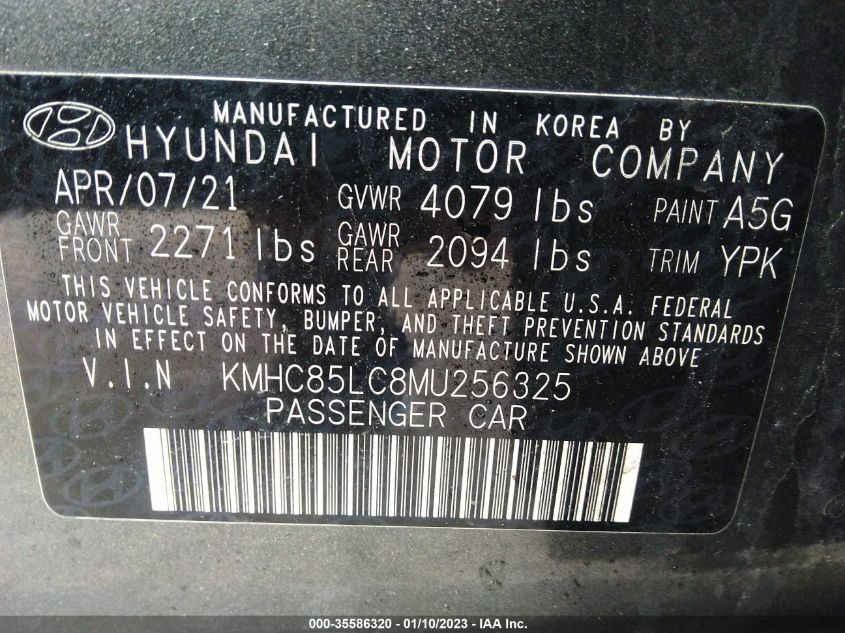 MANUFACTURED IN KOREA BY
HYUNDAI MOTOR COMPANY
APR/07/21 GVWR 4079 lbs PAINT A5G
GAWR FRONT 2271 lbs GAWR REAR 2094 lbs TRIM YPK
THIS VEHICLE CONFORMS TO ALL APPLICABLE U.S.A. FEDERAL
MOTOR VEHICLE SAFETY, BUMPER, AND THEFT PREVENTION STANDARDS
IN EFFECT ON THE DATE OF MANUFACTURE SHOWN ABOVE
V.I.N KMHC85LC8MU256325
PASSENGER CAR
000-35586320 - 01/10/2023 - IAA Inc.